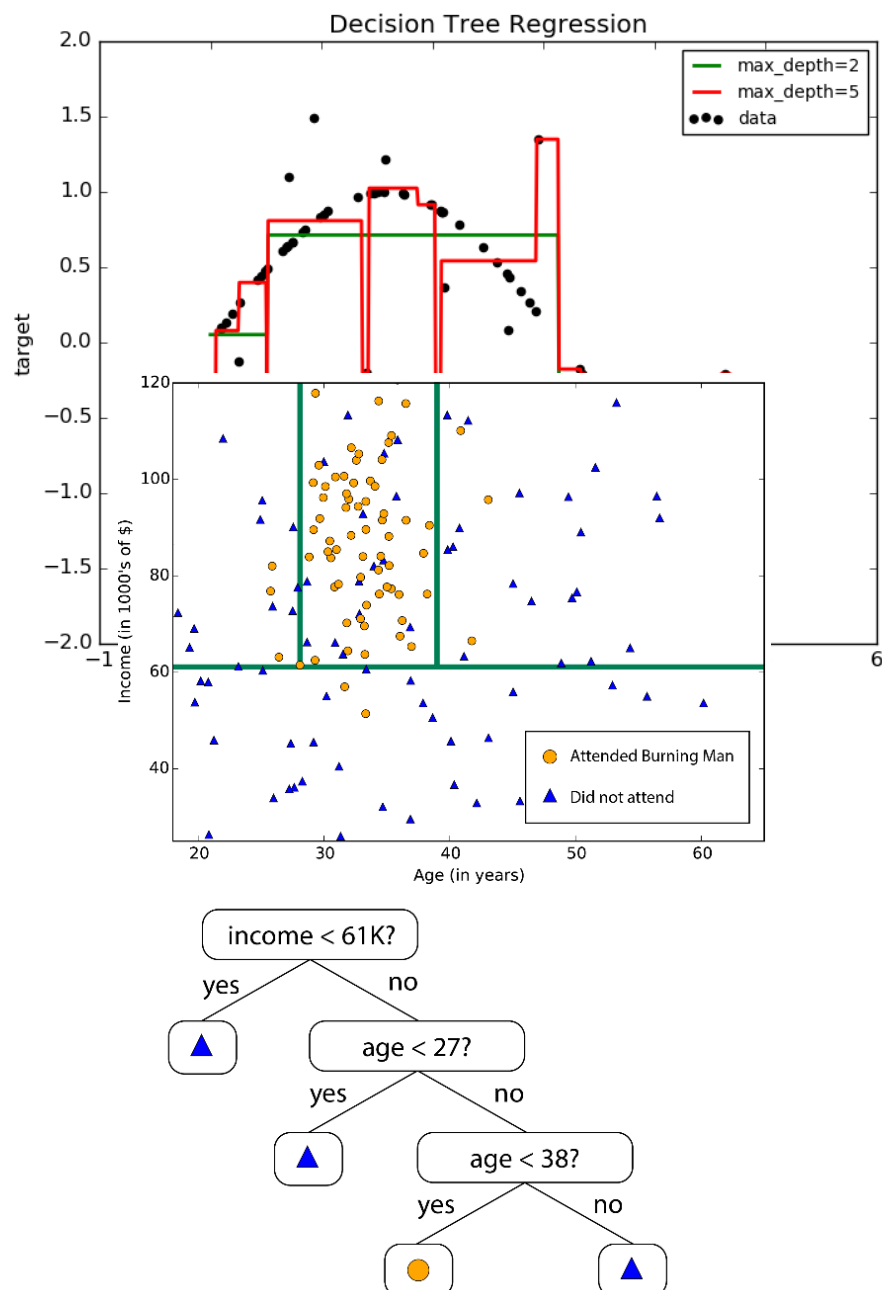 Decision Tree Regression
2.0
max_depth=2
max_depth=5
data
1.5
1.0
0.5
0.0
target
-0.5
-1.0
-1.5
-2.0
-1
6
120
100
80
60
40
Income (in 1000's of $)
Attended Burning Man
Did not attend
20 30 40 50 60
Age (in years)
income < 61K?
yes no
age < 27?
yes no
age < 38?
yes no